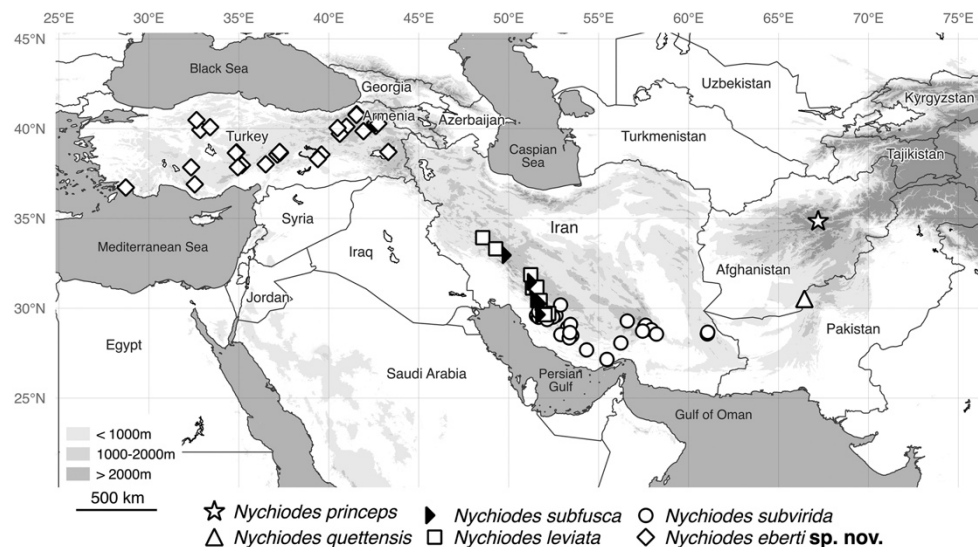 25°E 30°E 35°E 40°E 45°E 50°E 55°E 60°E 65°E 70°E 75°E
45°N
Black Sea
Georgia
Uzbekistan
Kyrgyzstan
40°N
Turkey
Armenia
Azerbaijan
Caspian
Sea
Turkmenistan
Tajikistan
35°N
Mediterranean Sea
Syria
Iraq
Iran
Afghanistan
30°N
Jordan
Egypt
Saudi Arabia
Persian
Gulf
Pakistan
25°N
Gulf of Oman
< 1000m
1000-2000m
> 2000m
500 km
Nychiodes princeps Nychiodes subfusca Nychiodes subvirida
Nychiodes quettensis Nychiodes leviata Nychiodes eberti sp. nov.